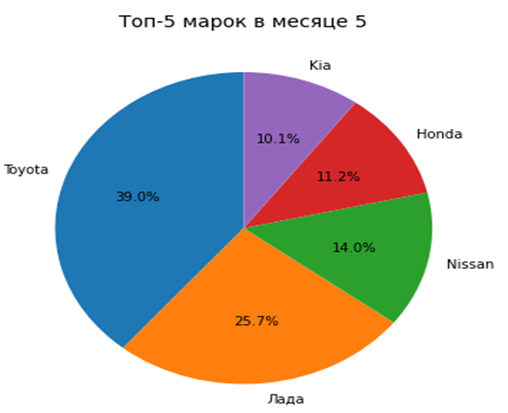 Топ-5 марок в месяце 5
Kia
10.1%
Honda
11.2%
Toyota
39.0%
14.0%
Nissan
25.7%
Лада